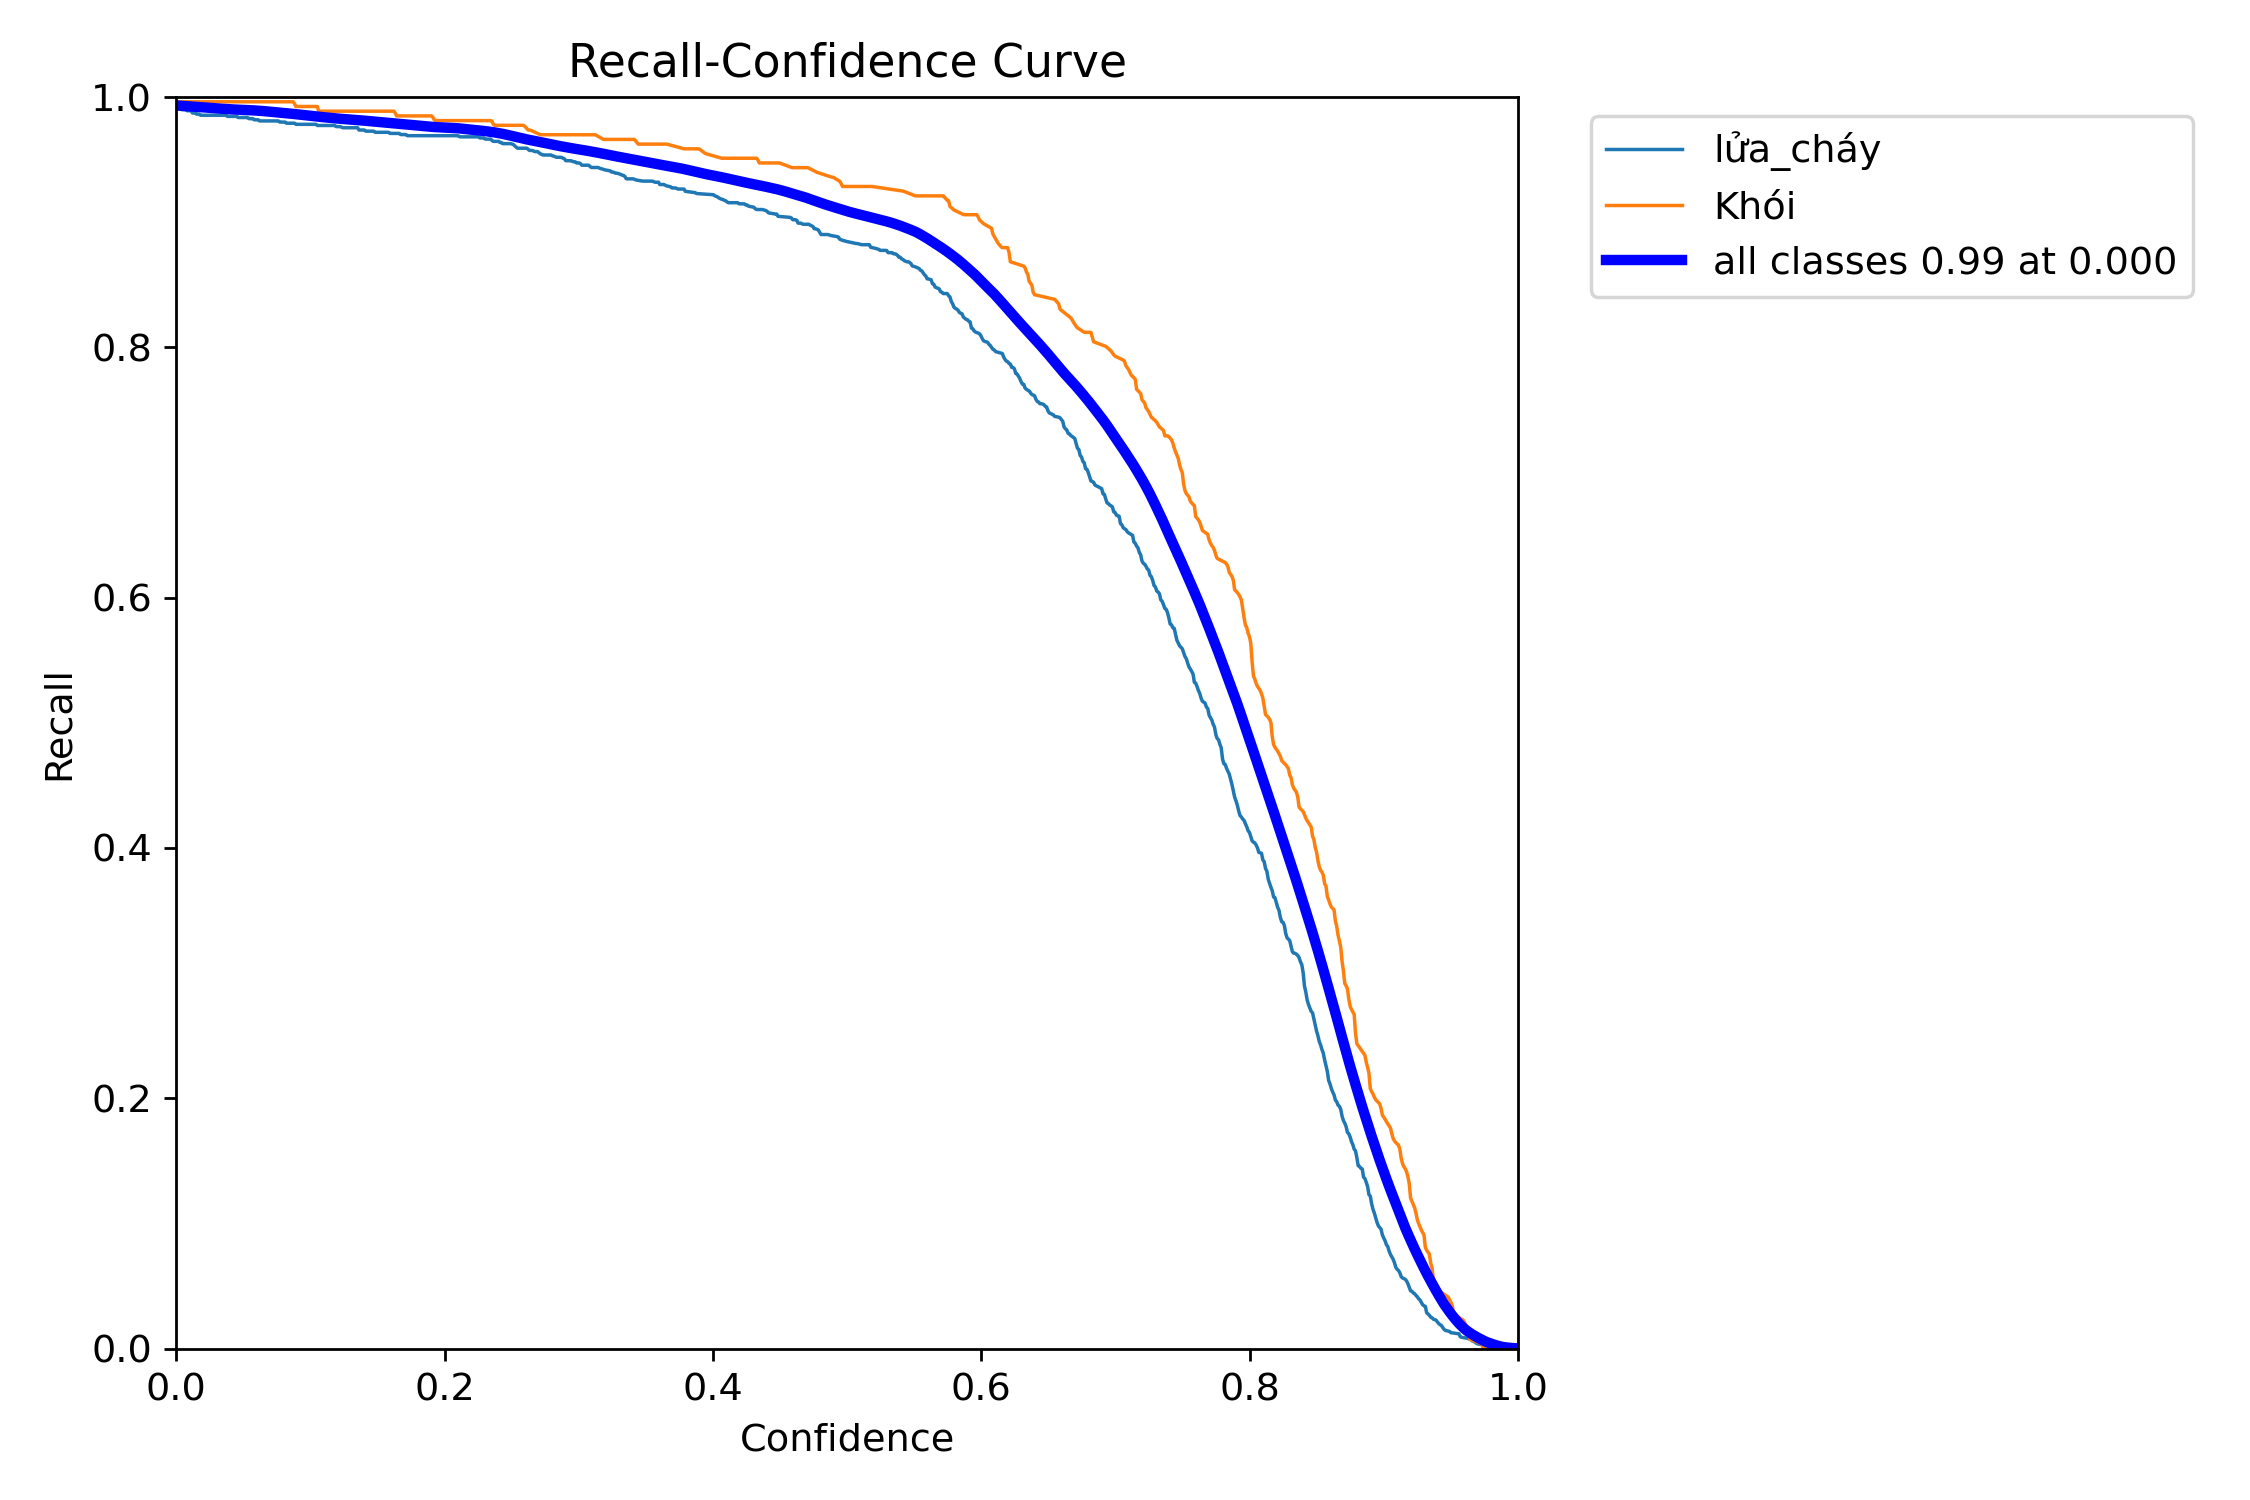 Recall-Confidence Curve
1.0
0.8
0.6
0.4
0.2
0.0
Recall
0.0 0.2 0.4 0.6 0.8 1.0
Confidence
lửa_cháy
Khói
all classes 0.99 at 0.000